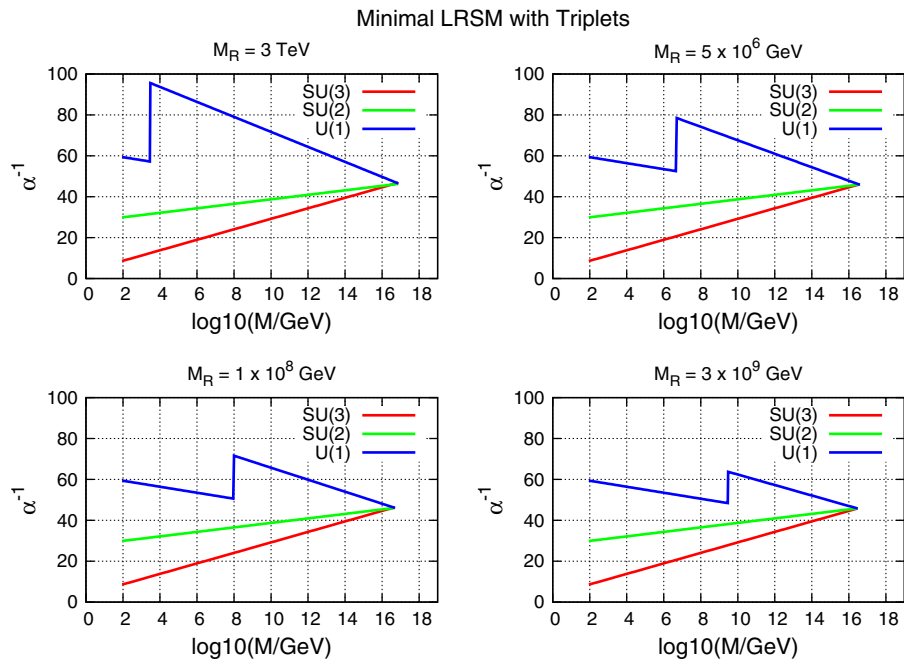 Minimal LRSM with Triplets
M_R = 3 TeV
100
80
60
40
20
0
α^-1
SU(3)
SU(2)
U(1)
0 2 4 6 8 10 12 14 16 18
log10(M/GeV)
M_R = 5 x 10^6 GeV
100
80
60
40
20
0
α^-1
SU(3)
SU(2)
U(1)
0 2 4 6 8 10 12 14 16 18
log10(M/GeV)
M_R = 1 x 10^8 GeV
100
80
60
40
20
0
α^-1
SU(3)
SU(2)
U(1)
0 2 4 6 8 10 12 14 16 18
log10(M/GeV)
M_R = 3 x 10^9 GeV
100
80
60
40
20
0
α^-1
SU(3)
SU(2)
U(1)
0 2 4 6 8 10 12 14 16 18
log10(M/GeV)